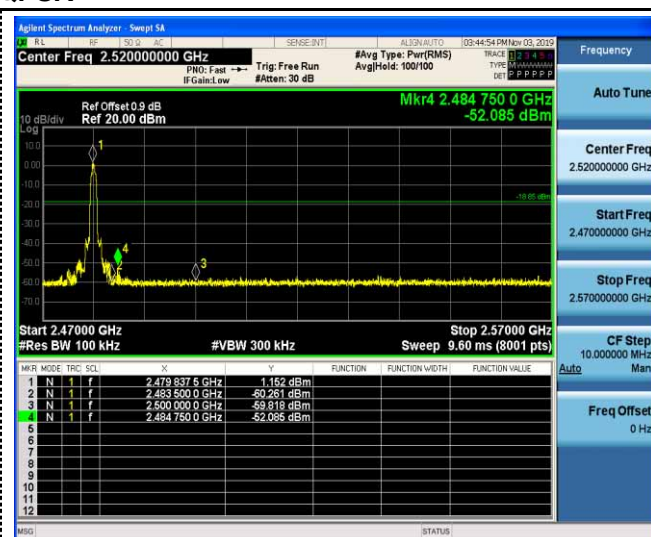 Agilent Spectrum Analyzer - Swept SA
RL RF 50 Ω AC SENSE:INT ALIGN AUTO 03:44:54 PM Nov 03, 2019
Center Freq 2.520000000 GHz
PNO: Fast Trig: Free Run
IFGain:Low #Atten: 30 dB
#Avg Type: Pwr(RMS)
Avg|Hold: 100/100
TRACE 1 2 3 4 5 6
TYPE
DET P P P P P P
Frequency
Auto Tune
Center Freq
2.520000000 GHz
Start Freq
2.470000000 GHz
Stop Freq
2.570000000 GHz
CF Step
10.000000 MHz
Auto Man
Freq Offset
0 Hz
Mkr4 2.484 750 0 GHz
-52.085 dBm
Ref Offset 0.9 dB
10 dB/div Ref 20.00 dBm
Log
10.0
0.00
-10.0
-20.0
-30.0
-40.0
-50.0
-60.0
-70.0
1
4
3
Start 2.47000 GHz Stop 2.57000 GHz
#Res BW 100 kHz #VBW 300 kHz Sweep 9.60 ms (8001 pts)
MKR MODE TRC SCL X Y FUNCTION FUNCTION WIDTH FUNCTION VALUE
1 N 1 f 2.479 837 5 GHz 1.152 dBm
2 N 1 f 2.483 500 0 GHz -60.261 dBm
3 N 1 f 2.500 000 0 GHz -59.818 dBm
4 N 1 f 2.484 750 0 GHz -52.085 dBm
5
6
7
8
9
10
11
12
MSG STATUS